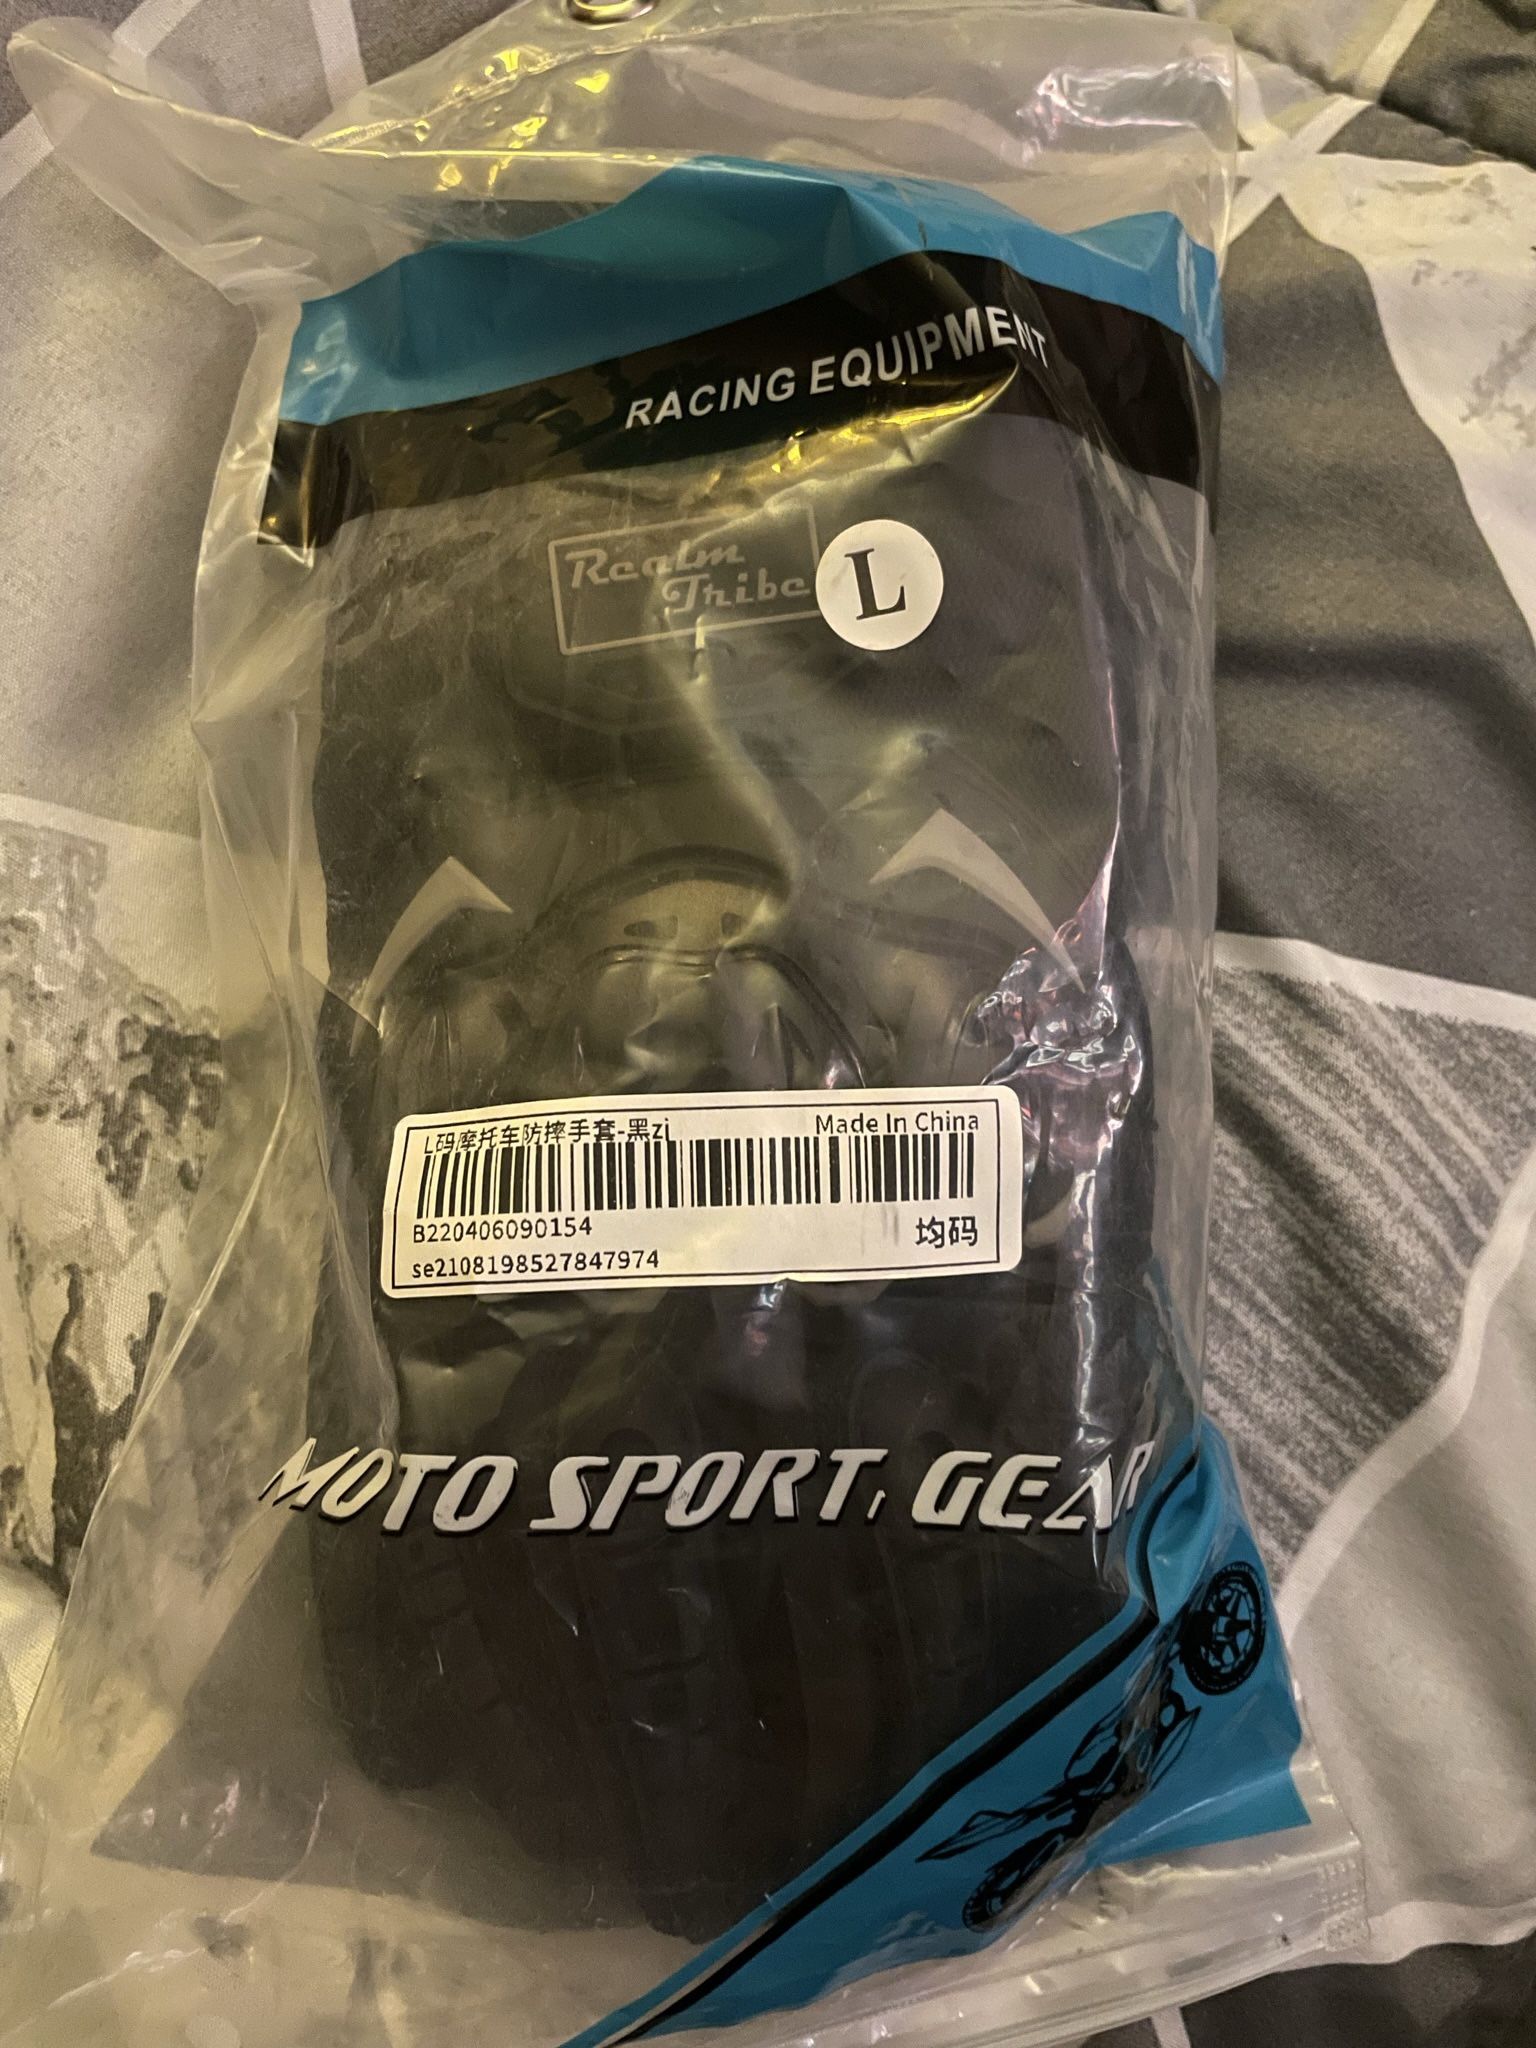 RACING EQUIPMENT
Realm
Tribe
L
L码摩托车防摔手套-黑zj
Made In China
B220406090154
均码
se2108198527847974
MOTO SPORT, GEAR